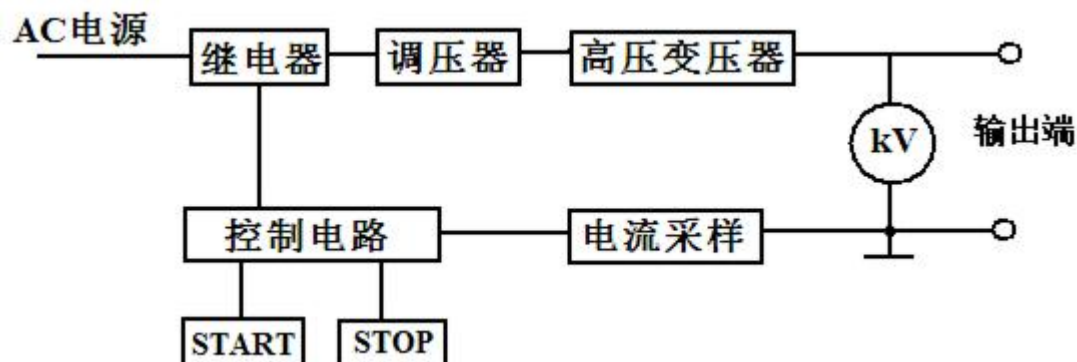 AC电源
继电器
调压器
高压变压器
kV
输出端
控制电路
电流采样
START
STOP